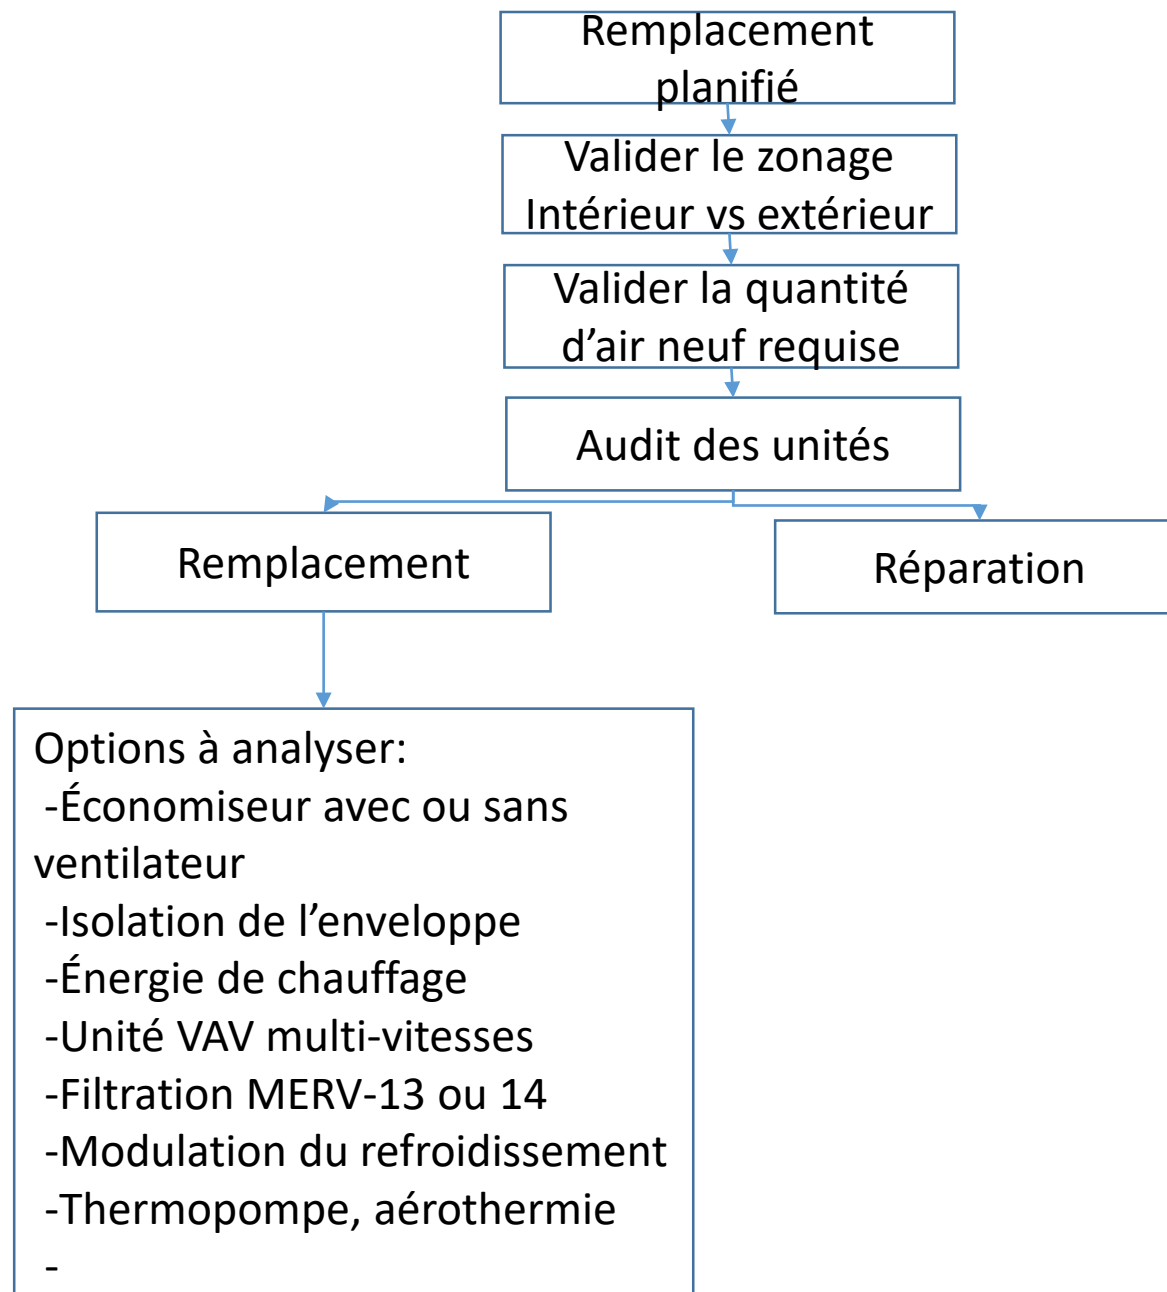 Remplacement
planifié
Valider le zonage
Intérieur vs extérieur
Valider la quantité
d’air neuf requise
Audit des unités
Remplacement
Réparation
Options à analyser:
-Économiseur avec ou sans
ventilateur
-Isolation de l’enveloppe
-Énergie de chauffage
-Unité VAV multi-vitesses
-Filtration MERV-13 ou 14
-Modulation du refroidissement
-Thermopompe, aérothermie
-